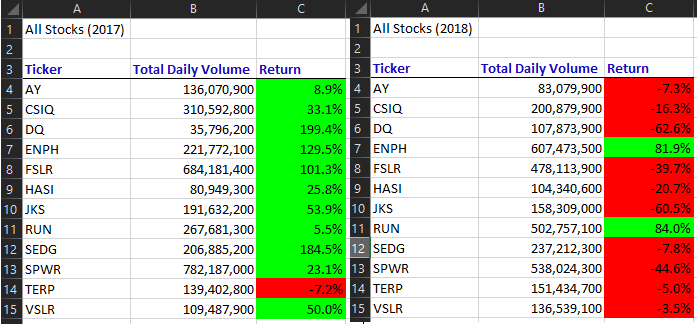 A B C
1 All Stocks (2017)
2
3 Ticker Total Daily Volume Return
4 AY 136,070,900 8.9%
5 CSIQ 310,592,800 33.1%
6 DQ 35,796,200 199.4%
7 ENPH 221,772,100 129.5%
8 FSLR 684,181,400 101.3%
9 HASI 80,949,300 25.8%
10 JKS 191,632,200 53.9%
11 RUN 267,681,300 5.5%
12 SEDG 206,885,200 184.5%
13 SPWR 782,187,000 23.1%
14 TERP 139,402,800 -7.2%
15 VSLR 109,487,900 50.0%
A B C
1 All Stocks (2018)
2
3 Ticker Total Daily Volume Return
4 AY 83,079,900 -7.3%
5 CSIQ 200,879,900 -16.3%
6 DQ 107,873,900 -62.6%
7 ENPH 607,473,500 81.9%
8 FSLR 478,113,900 -39.7%
9 HASI 104,340,600 -20.7%
10 JKS 158,309,000 -60.5%
11 RUN 502,757,100 84.0%
12 SEDG 237,212,300 -7.8%
13 SPWR 538,024,300 -44.6%
14 TERP 151,434,700 -5.0%
15 VSLR 136,539,100 -3.5%